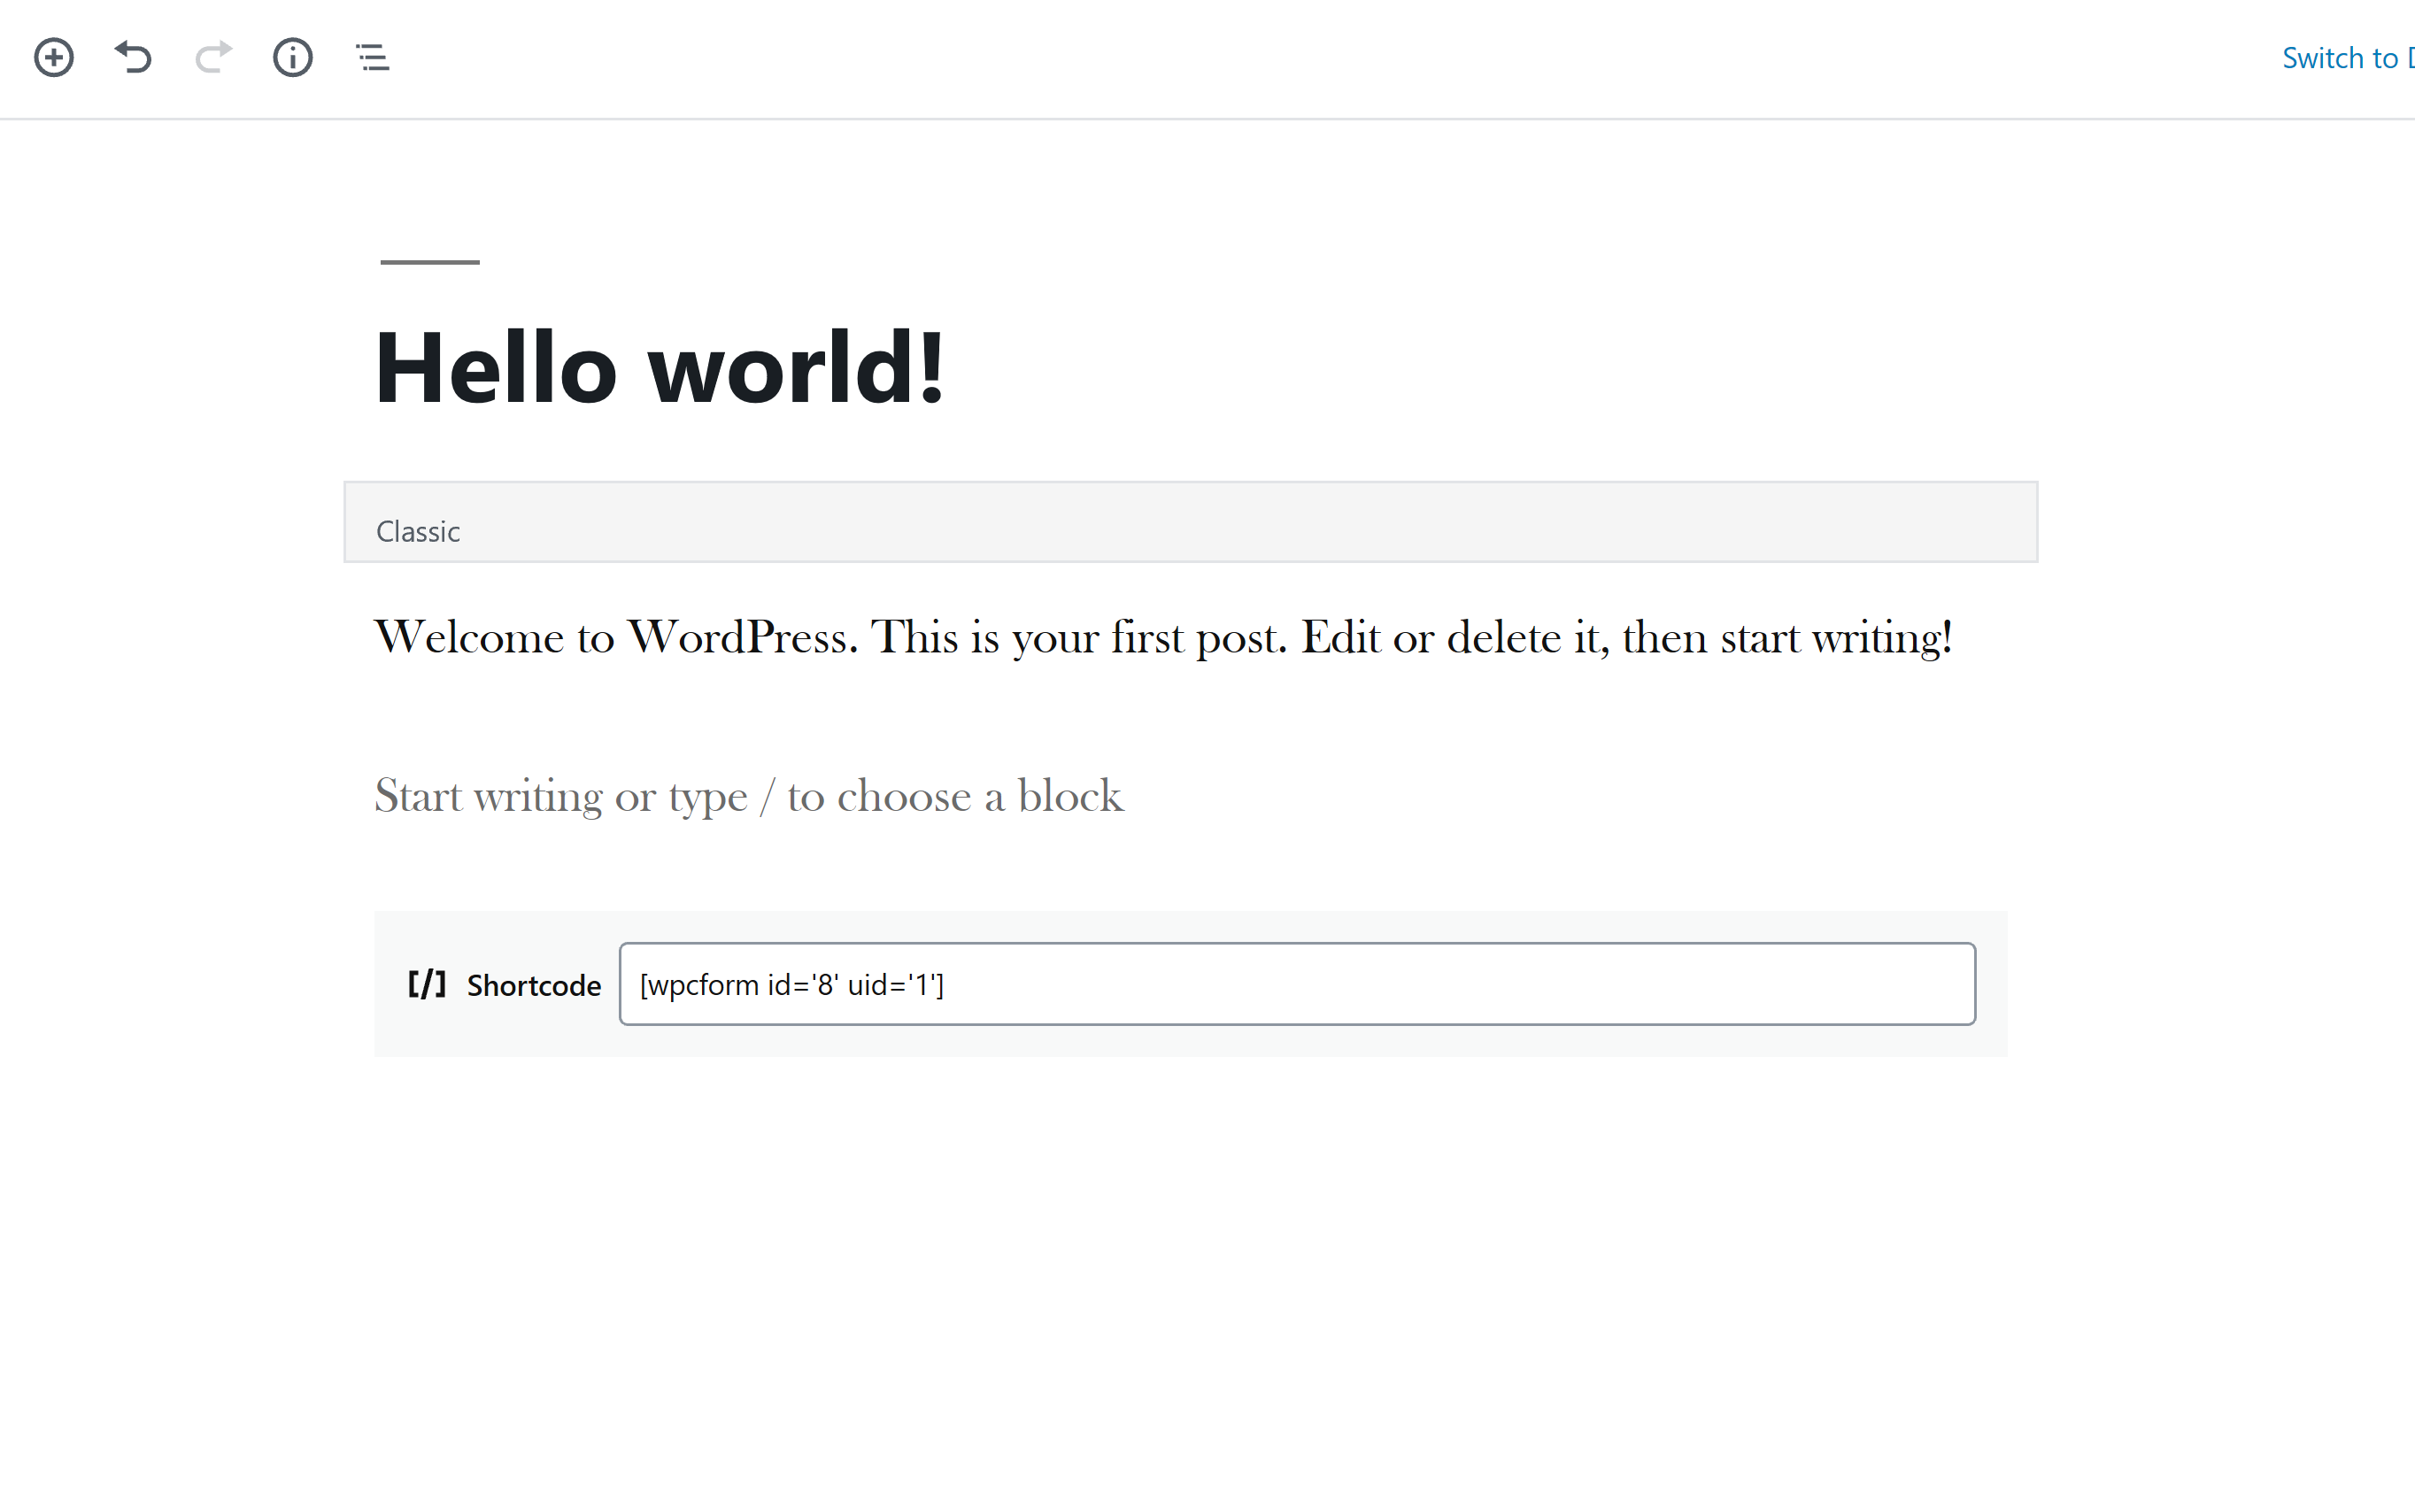 Switch to
Hello world!
Classic
Welcome to WordPress. This is your first post. Edit or delete it, then start writing!
Start writing or type / to choose a block
[/] Shortcode [wpcform id='8' uid='1']